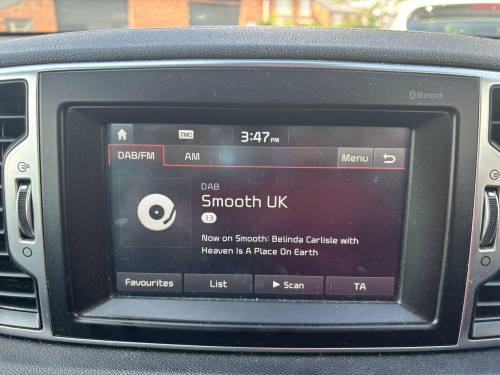 Bluetooth
TMC 3:47PM
DAB/FM AM Menu
DAB
Smooth UK
13
Now on Smooth: Belinda Carlisle with
Heaven Is A Place On Earth
Favourites List Scan TA